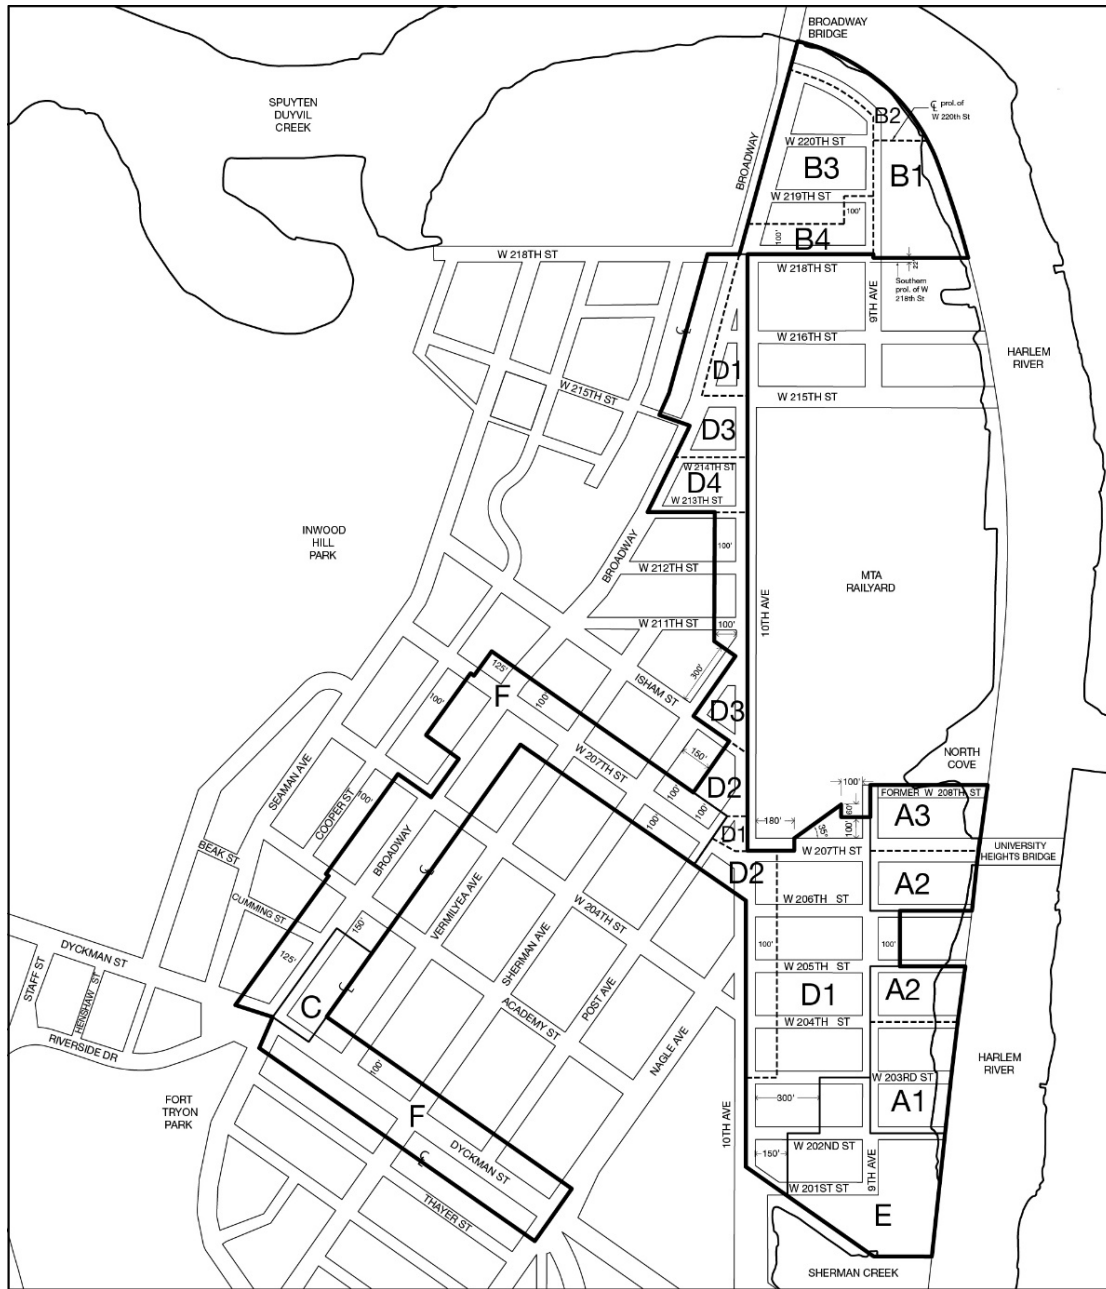 BROADWAY
BRIDGE
SPUYTEN
DUYVIL
CREEK
℄ prol. of
W 220th St
B2
W 220TH ST
BROADWAY
B3
B1
W 219TH ST
100'
100'
B4
W 218TH ST
W 218TH ST
22'
Southern
prol. of W
218th St
9TH AVE
W 216TH ST
HARLEM
RIVER
D1
W 215TH ST
W 215TH ST
D3
W 214TH ST
D4
W 213TH ST
INWOOD
HILL
PARK
BROADWAY
100'
W 212TH ST
MTA
RAILYARD
10TH AVE
W 211TH ST
100'
300'
125'
ISHAM ST
100'
F
100'
D3
W 207TH ST
150'
NORTH
COVE
SEAMAN AVE
COOPER ST
100'
D2
100'
100'
100'
100'
60'
FORMER W 208TH ST
A3
180'
35°
100'
D1
W 207TH ST
UNIVERSITY
HEIGHTS BRIDGE
BEAK ST
BROADWAY
D2
A2
VERMILYEA AVE
W 206TH ST
CUMMING ST
W 204TH ST
150'
DYCKMAN ST
SHERMAN AVE
100'
100'
125'
STAFF ST
HENSHAW ST
W 205TH ST
POST AVE
D1
A2
C
ACADEMY ST
W 204TH ST
RIVERSIDE DR
NAGLE AVE
HARLEM
RIVER
100'
W 203RD ST
FORT
TRYON
PARK
F
300'
A1
10TH AVE
DYCKMAN ST
W 202ND ST
℄
150'
9TH AVE
W 201ST ST
THAYER ST
E
SHERMAN CREEK